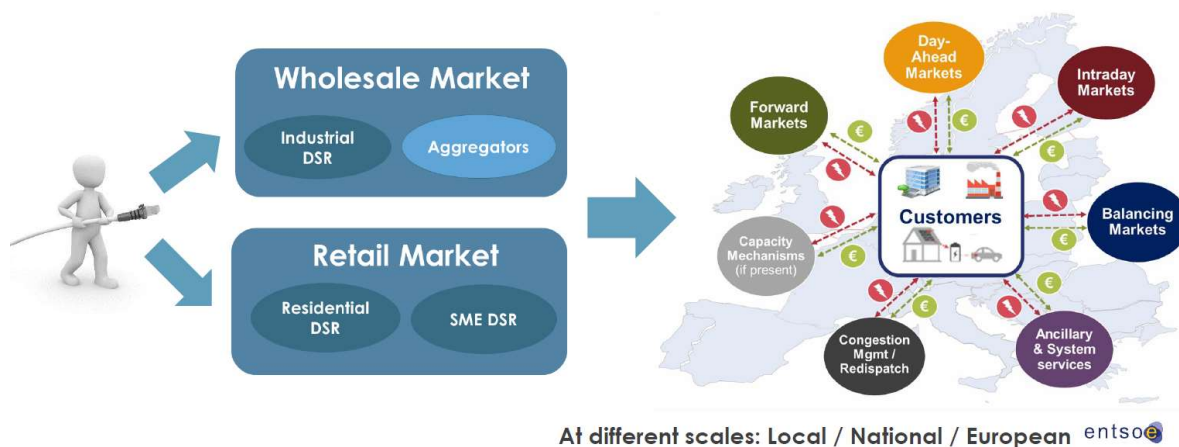 Wholesale Market
Industrial
DSR
Aggregators
Retail Market
Residential
DSR
SME DSR
Day-
Ahead
Markets
Intraday
Markets
Forward
Markets
€
€
€
Customers
Balancing
Markets
€
Capacity
Mechanisms
(if present)
€
€
€
Congestion
Mgmt /
Redispatch
Ancillary
& System
services
At different scales: Local / National / European
entsoe